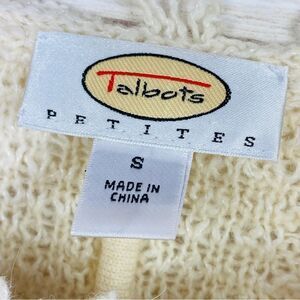 Talbots
PETITES
S
MADE IN
CHINA